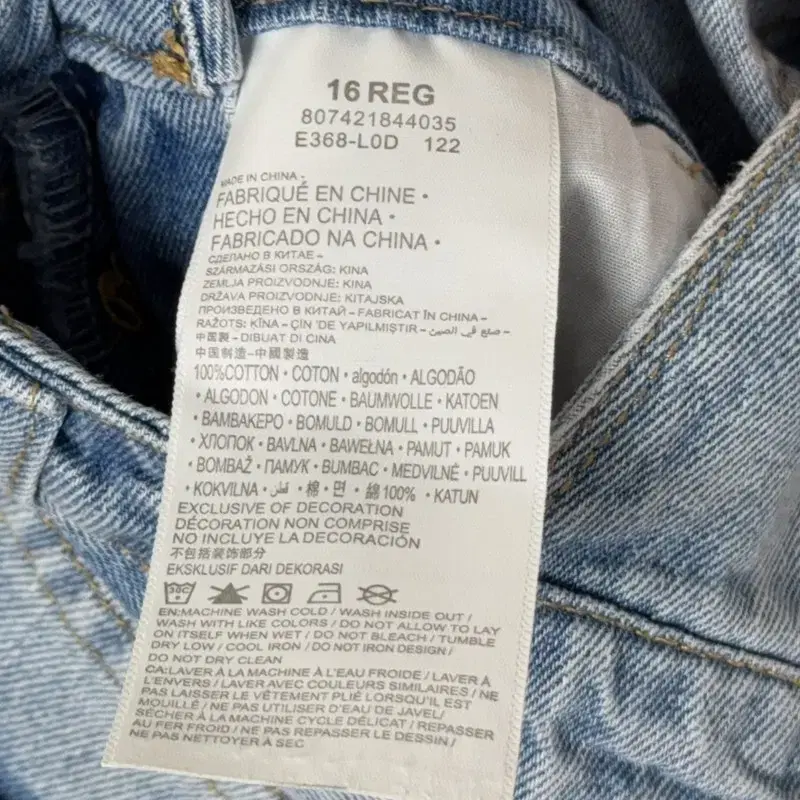 16 REG
807421844035
E368-L0D 122
MADE IN CHINA -
FABRIQUÉ EN CHINE •
HECHO EN CHINA •
FABRICADO NA CHINA •
СДЕЛАНО В КИТАЕ –
SZÁRMAZÁSI ORSZÁG: KINA
ZEMLJA PROIZVODNJE: KINA
DRŽAVA PROIZVODNJE: KITAJSKA
ПРОИЗВЕДЕНО В КИТАЙ – FABRICAT ÎN CHINA –
RAŽOTS: ĶĪNA – ÇİN 'DE YAPILMIŞTIR – صنع في الصين –
中国製 – DIBUAT DI CINA
中国制造 – 中國製造
100%COTTON • COTON • algodón • ALGODÃO
• ALGODON • COTONE • BAUMWOLLE • KATOEN
• ΒΑΜΒΑΚΕΡΟ • BOMULD • BOMULL • PUUVILLA
• ХЛОПОК • BAVLNA • BAWEŁNA • PAMUT • PAMUK
• BOMBAŽ • ПАМУК • BUMBAC • MEDVILNĖ • PUUVILL
• KOKVILNA • قطن • 棉 • 면 • 綿 100% • KATUN
EXCLUSIVE OF DECORATION
DÉCORATION NON COMPRISE
NO INCLUYE LA DECORACIÓN
不包括装饰部分
EKSKLUSIF DARI DEKORASI
EN:MACHINE WASH COLD / WASH INSIDE OUT /
WASH WITH LIKE COLORS / DO NOT ALLOW TO LAY
ON ITSELF WHEN WET / DO NOT BLEACH / TUMBLE
DRY LOW / COOL IRON / DO NOT IRON DESIGN /
DO NOT DRY CLEAN
CA:LAVER À LA MACHINE À L'EAU FROIDE / LAVER À
L'ENVERS / LAVER AVEC COULEURS SIMILAIRES / NE
PAS LAISSER LE VÊTEMENT PLIÉ LORSQU'IL EST
MOUILLÉ / NE PAS UTILISER D'EAU DE JAVEL/
SÉCHER À LA MACHINE CYCLE DÉLICAT / REPASSER
AU FER FROID / NE PAS REPASSER LE DESSIN /
NE PAS NETTOYER À SEC